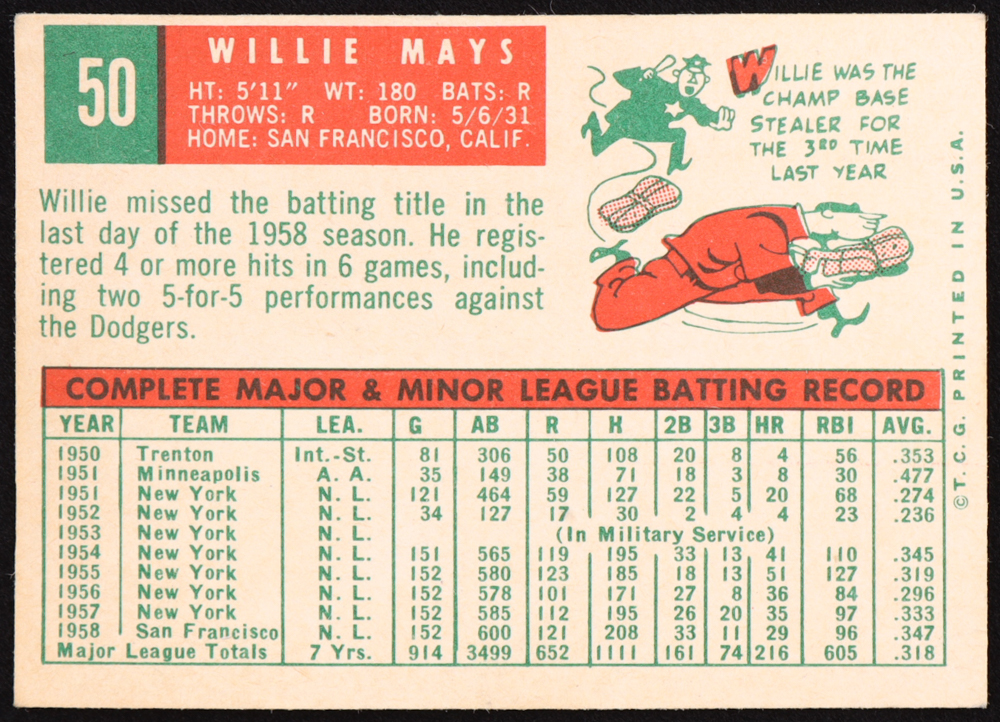 50
WILLIE MAYS
HT: 5'11" WT: 180 BATS: R
THROWS: R BORN: 5/6/31
HOME: SAN FRANCISCO, CALIF.
WILLIE WAS THE
CHAMP BASE
STEALER FOR
THE 3RD TIME
LAST YEAR
Willie missed the batting title in the
last day of the 1958 season. He regis-
tered 4 or more hits in 6 games, includ-
ing two 5-for-5 performances against
the Dodgers.
COMPLETE MAJOR & MINOR LEAGUE BATTING RECORD
YEAR TEAM LEA. G AB R H 2B 3B HR RBI AVG.
1950 Trenton Int.-St. 81 306 50 108 20 8 4 56 .353
1951 Minneapolis A. A. 35 149 38 71 18 3 8 30 .477
1951 New York N. L. 121 464 59 127 22 5 20 68 .274
1952 New York N. L. 34 127 17 30 2 4 4 23 .236
1953 New York N. L. (In Military Service)
1954 New York N. L. 151 565 119 195 33 13 41 110 .345
1955 New York N. L. 152 580 123 185 18 13 51 127 .319
1956 New York N. L. 152 578 101 171 27 8 36 84 .296
1957 New York N. L. 152 585 112 195 26 20 35 97 .333
1958 San Francisco N. L. 152 600 121 208 33 11 29 96 .347
Major League Totals 7 Yrs. 914 3499 652 1111 161 74 216 605 .318
©T.C.G. PRINTED IN U.S.A.